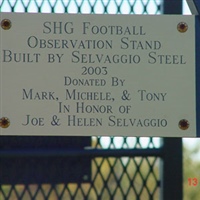 SHG Football
Observation Stand
Built by Selvaggio Steel
2003
Donated By
Mark, Michele, & Tony
In Honor of
Joe & Helen Selvaggio